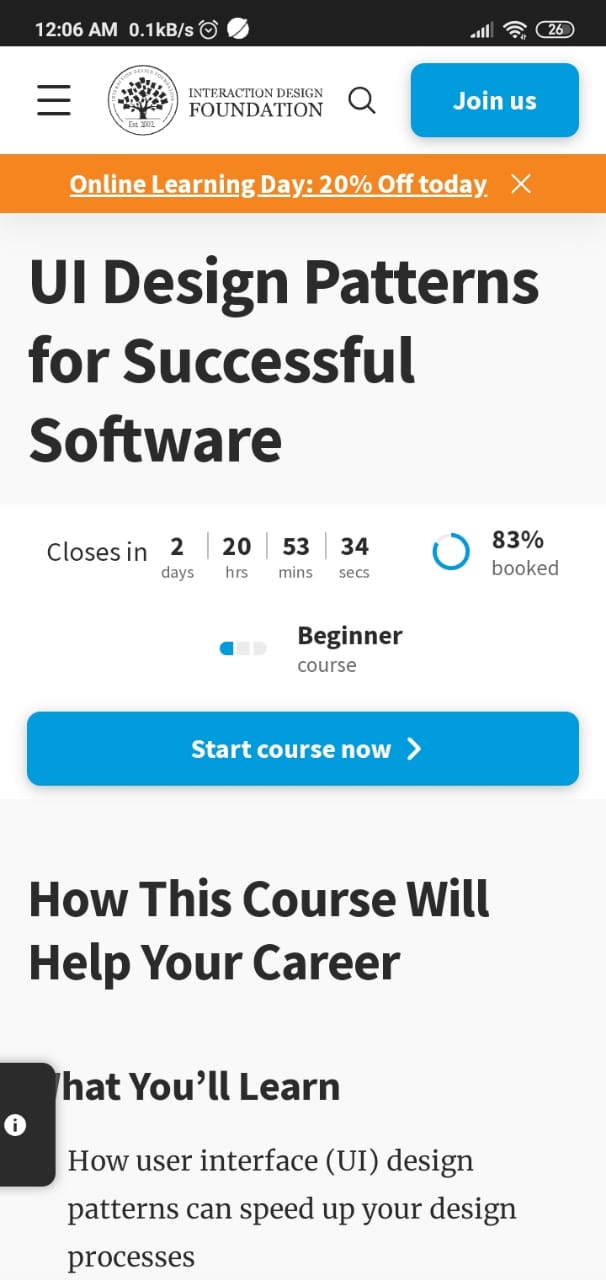 12:06 AM 0.1kB/s 26
INTERACTION DESIGN
FOUNDATION
Est 2002
Join us
Online Learning Day: 20% Off today
UI Design Patterns
for Successful
Software
Closes in 2 days 20 hrs 53 mins 34 secs
83% booked
Beginner
course
Start course now
How This Course Will
Help Your Career
What You’ll Learn
How user interface (UI) design
patterns can speed up your design
processes